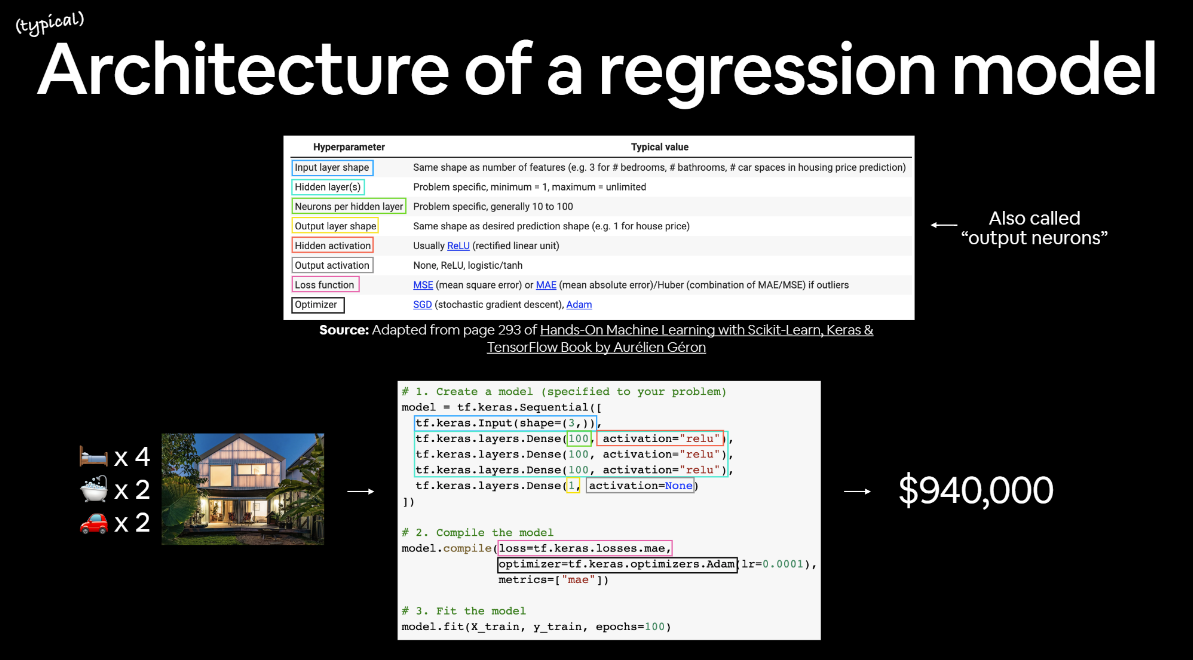 (typical)
Architecture of a regression model
Hyperparameter Typical value
Input layer shape Same shape as number of features (e.g. 3 for # bedrooms, # bathrooms, # car spaces in housing price prediction)
Hidden layer(s) Problem specific, minimum = 1, maximum = unlimited
Neurons per hidden layer Problem specific, generally 10 to 100
Output layer shape Same shape as desired prediction shape (e.g. 1 for house price)
Hidden activation Usually ReLU (rectified linear unit)
Output activation None, ReLU, logistic/tanh
Loss function MSE (mean square error) or MAE (mean absolute error)/Huber (combination of MAE/MSE) if outliers
Optimizer SGD (stochastic gradient descent), Adam
Also called
“output neurons”
Source: Adapted from page 293 of Hands-On Machine Learning with Scikit-Learn, Keras &
TensorFlow Book by Aurélien Géron
x 4
x 2
x 2
# 1. Create a model (specified to your problem)
model = tf.keras.Sequential([
  tf.keras.Input(shape=(3,)),
  tf.keras.layers.Dense(100, activation="relu"),
  tf.keras.layers.Dense(100, activation="relu"),
  tf.keras.layers.Dense(100, activation="relu"),
  tf.keras.layers.Dense(1, activation=None)
])
# 2. Compile the model
model.compile(loss=tf.keras.losses.mae,
              optimizer=tf.keras.optimizers.Adam(lr=0.0001),
              metrics=["mae"])
# 3. Fit the model
model.fit(X_train, y_train, epochs=100)
$940,000